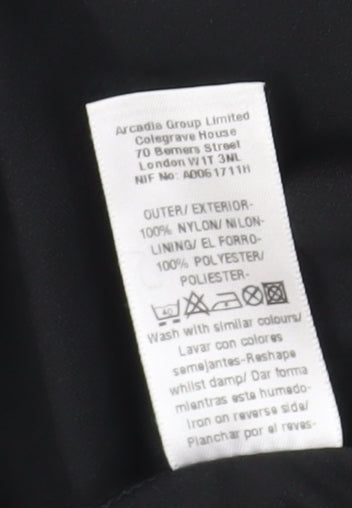 Arcadia Group Limited
Colegrave House
70 Berners Street
London W1T 3NL
NIF No: A0061711H
OUTER/ EXTERIOR-
100% NYLON/ NILON-
LINING/ EL FORRO-
100% POLYESTER/
POLIESTER-
40
Wash with similar colours/
Lavar con colores
semejantes-Reshape
whilst damp/ Dar forma
mientras este humedo-
Iron on reverse side/
Planchar por el reves-